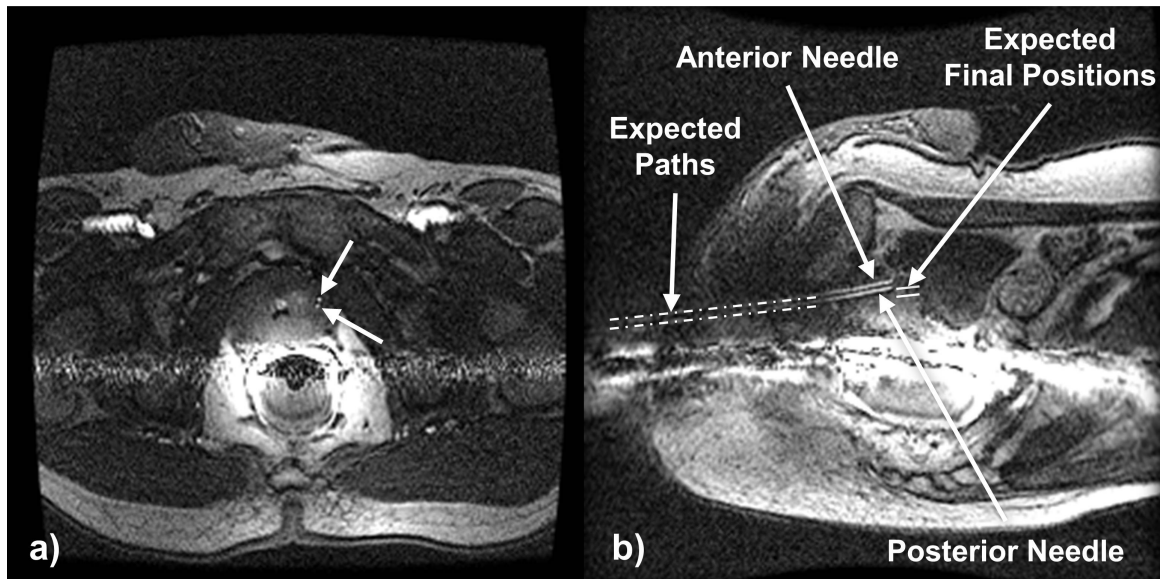 Anterior Needle
Expected
Final Positions
Expected
Paths
a)
b)
Posterior Needle